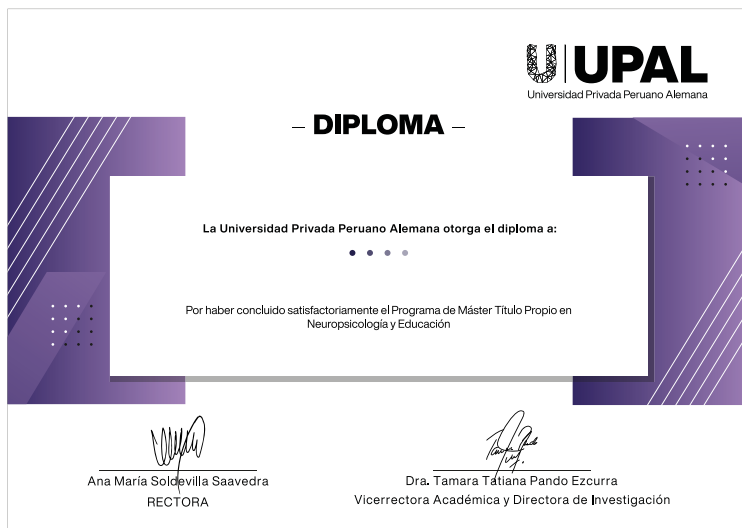 UPAL
Universidad Privada Peruano Alemana
– DIPLOMA –
La Universidad Privada Peruano Alemana otorga el diploma a:
Por haber concluido satisfactoriamente el Programa de Máster Título Propio en
Neuropsicología y Educación
Ana María Soldevilla Saavedra
RECTORA
Dra. Tamara Tatiana Pando Ezcurra
Vicerrectora Académica y Directora de Investigación